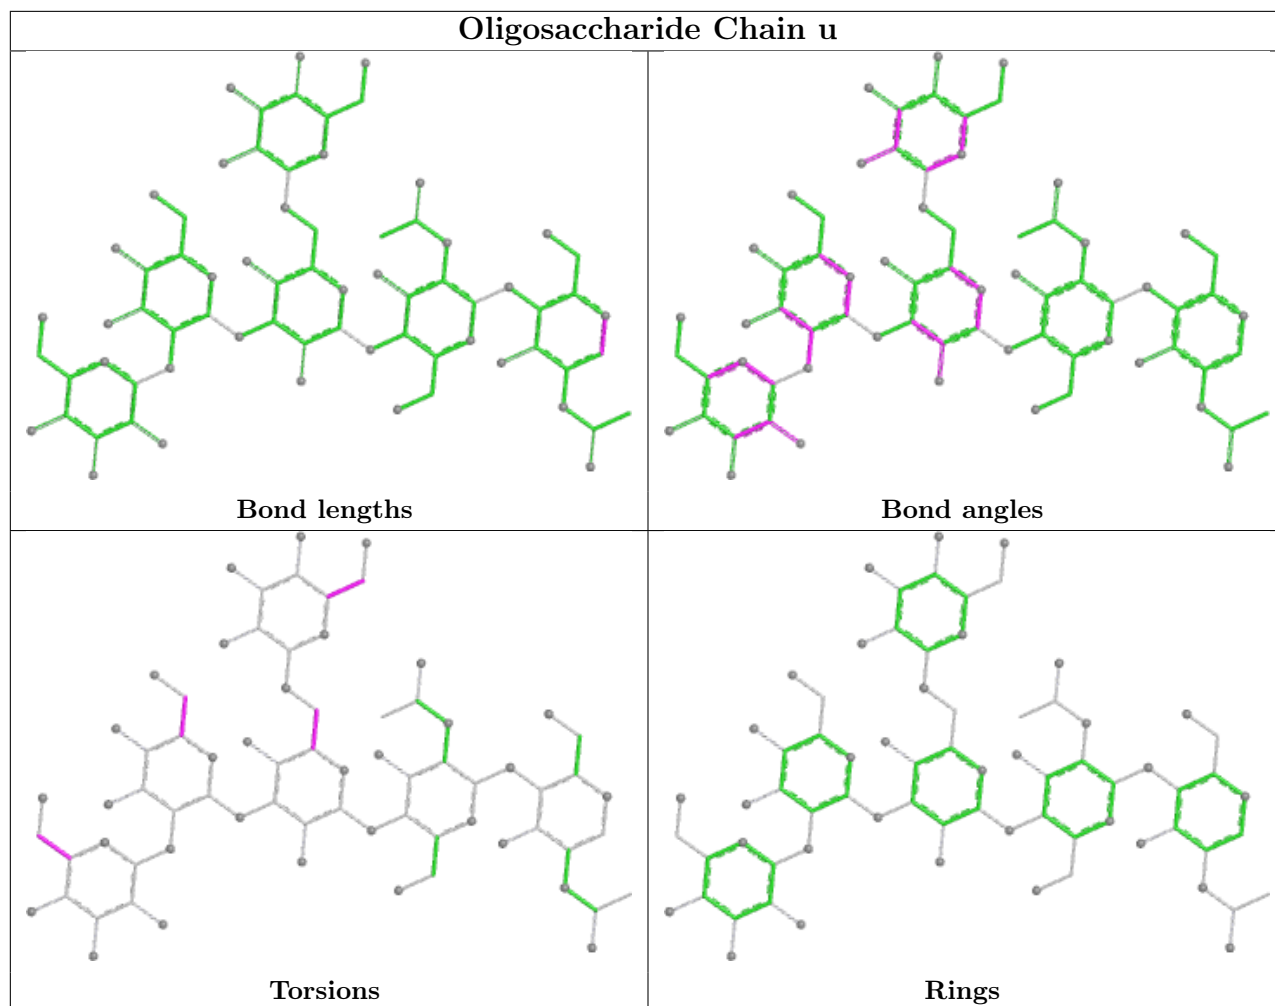 Oligosaccharide Chain u
Bond lengths
Bond angles
Torsions
Rings